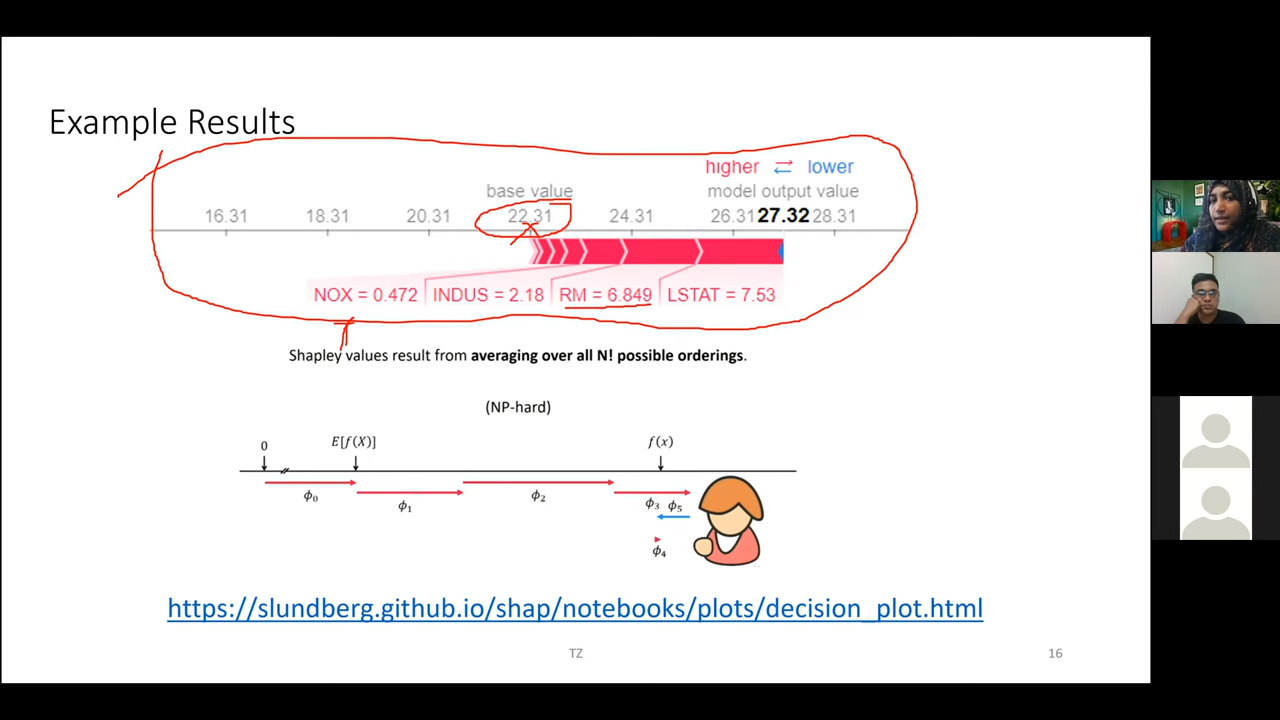 Example Results
higher ⇄ lower
base value model output value
16.31 18.31 20.31 22.31 24.31 26.31 27.32 28.31
NOX = 0.472 INDUS = 2.18 RM = 6.849 LSTAT = 7.53
Shapley values result from averaging over all N! possible orderings.
(NP-hard)
0 E[f(X)] f(x)
ϕ₀ ϕ₁ ϕ₂ ϕ₃ ϕ₅
ϕ₄
https://slundberg.github.io/shap/notebooks/plots/decision_plot.html
TZ 16